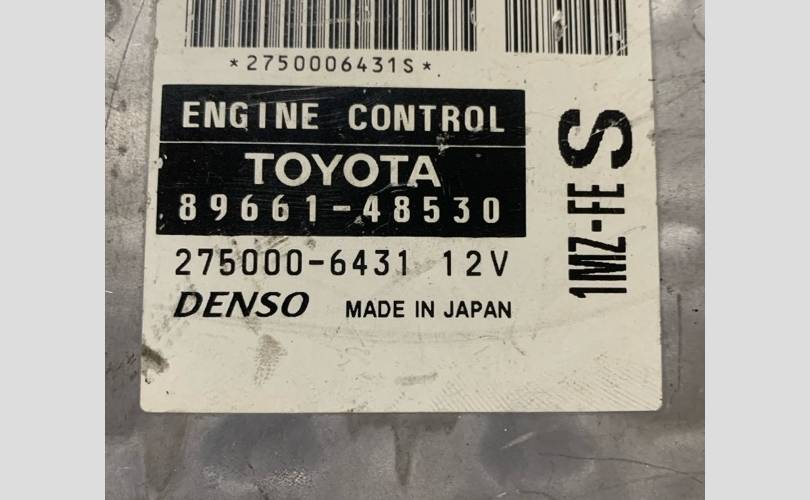 *2750006431S*
ENGINE CONTROL
TOYOTA
89661-48530
275000-6431 12V
DENSO MADE IN JAPAN
1MZ-FE S